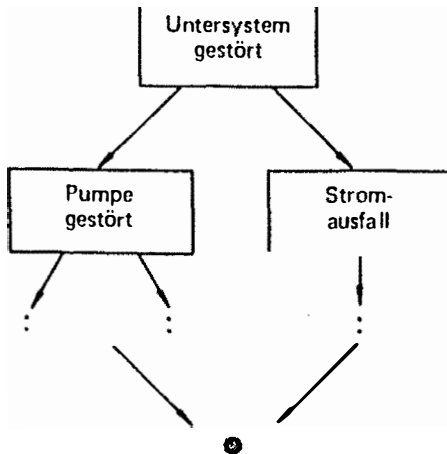 Untersystem
gestört
Pumpe
gestört
Strom-
ausfall